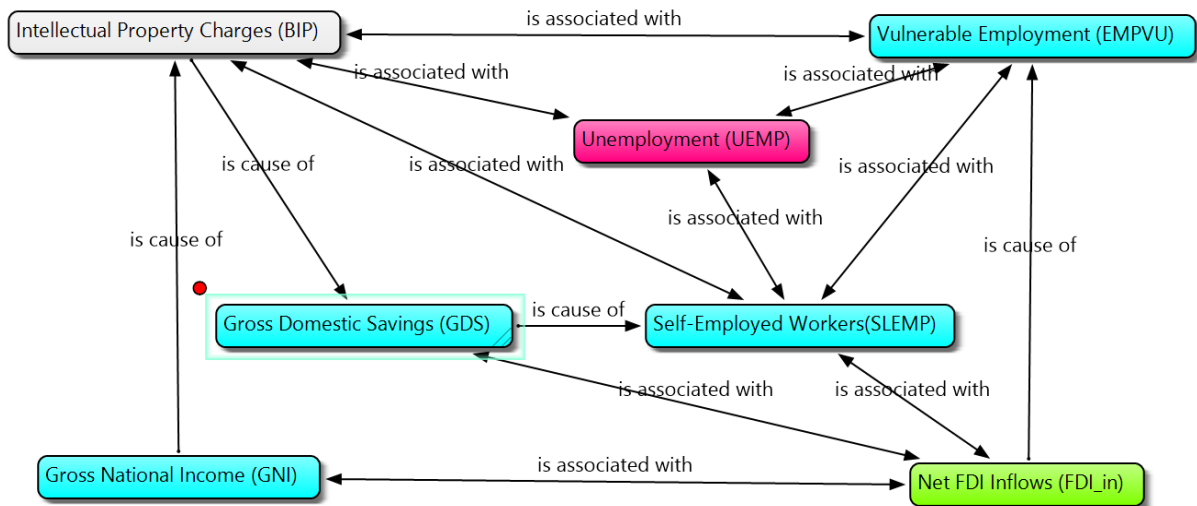 Intellectual Property Charges (BIP)
is associated with
Vulnerable Employment (EMPVU)
is associated with
is associated with
Unemployment (UEMP)
is cause of
is associated with
is associated with
is associated with
is cause of
is cause of
Gross Domestic Savings (GDS)
is cause of
Self-Employed Workers(SLEMP)
is associated with
is associated with
Gross National Income (GNI)
is associated with
Net FDI Inflows (FDI_in)